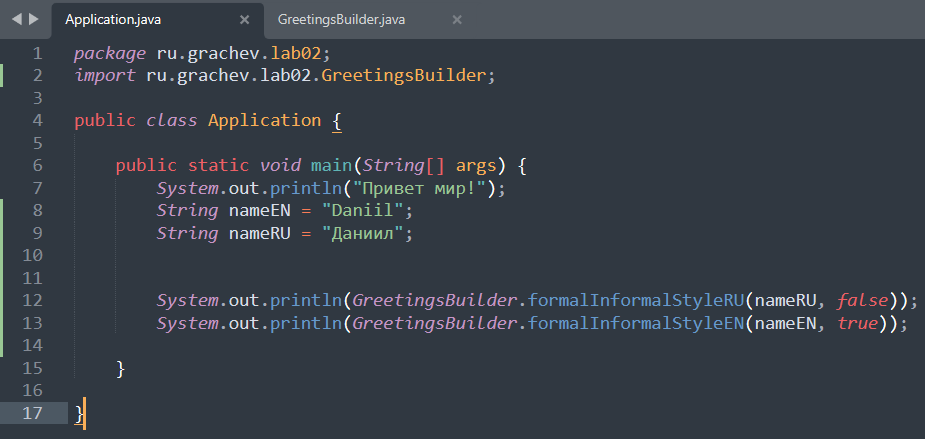 Application.java GreetingsBuilder.java
1 package ru.grachev.lab02;
2 import ru.grachev.lab02.GreetingsBuilder;
3
4 public class Application {
5
6 public static void main(String[] args) {
7 System.out.println("Привет мир!");
8 String nameEN = "Daniil";
9 String nameRU = "Даниил";
10
11
12 System.out.println(GreetingsBuilder.formalInformalStyleRU(nameRU, false));
13 System.out.println(GreetingsBuilder.formalInformalStyleEN(nameEN, true));
14
15 }
16
17 }